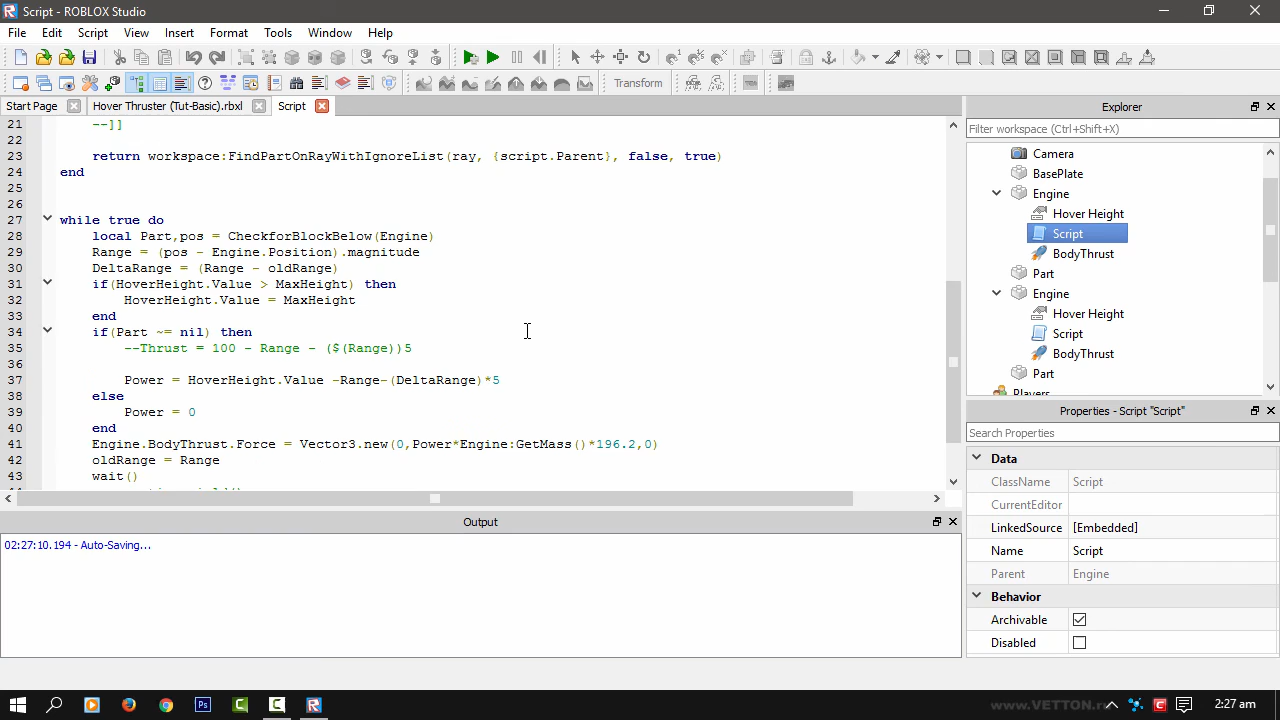 Script - ROBLOX Studio
File Edit Script View Insert Format Tools Window Help
Transform
Start Page Hover Thruster (Tut-Basic).rbxl Script
21 --]]
22
23 return workspace:FindPartOnRayWithIgnoreList(ray, {script.Parent}, false, true)
24 end
25
26
27 while true do
28 local Part,pos = CheckforBlockBelow(Engine)
29 Range = (pos - Engine.Position).magnitude
30 DeltaRange = (Range - oldRange)
31 if(HoverHeight.Value > MaxHeight) then
32 HoverHeight.Value = MaxHeight
33 end
34 if(Part ~= nil) then
35 --Thrust = 100 - Range - ($(Range))5
36
37 Power = HoverHeight.Value -Range-(DeltaRange)*5
38 else
39 Power = 0
40 end
41 Engine.BodyThrust.Force = Vector3.new(0,Power*Engine:GetMass()*196.2,0)
42 oldRange = Range
43 wait()
Output
02:27:10.194 - Auto-Saving...
Explorer
Filter workspace (Ctrl+Shift+X)
Camera
BasePlate
Engine
Hover Height
Script
BodyThrust
Part
Engine
Hover Height
Script
BodyThrust
Part
Players
Properties - Script "Script"
Search Properties
Data
ClassName Script
CurrentEditor
LinkedSource [Embedded]
Name Script
Parent Engine
Behavior
Archivable
Disabled
2:27 am